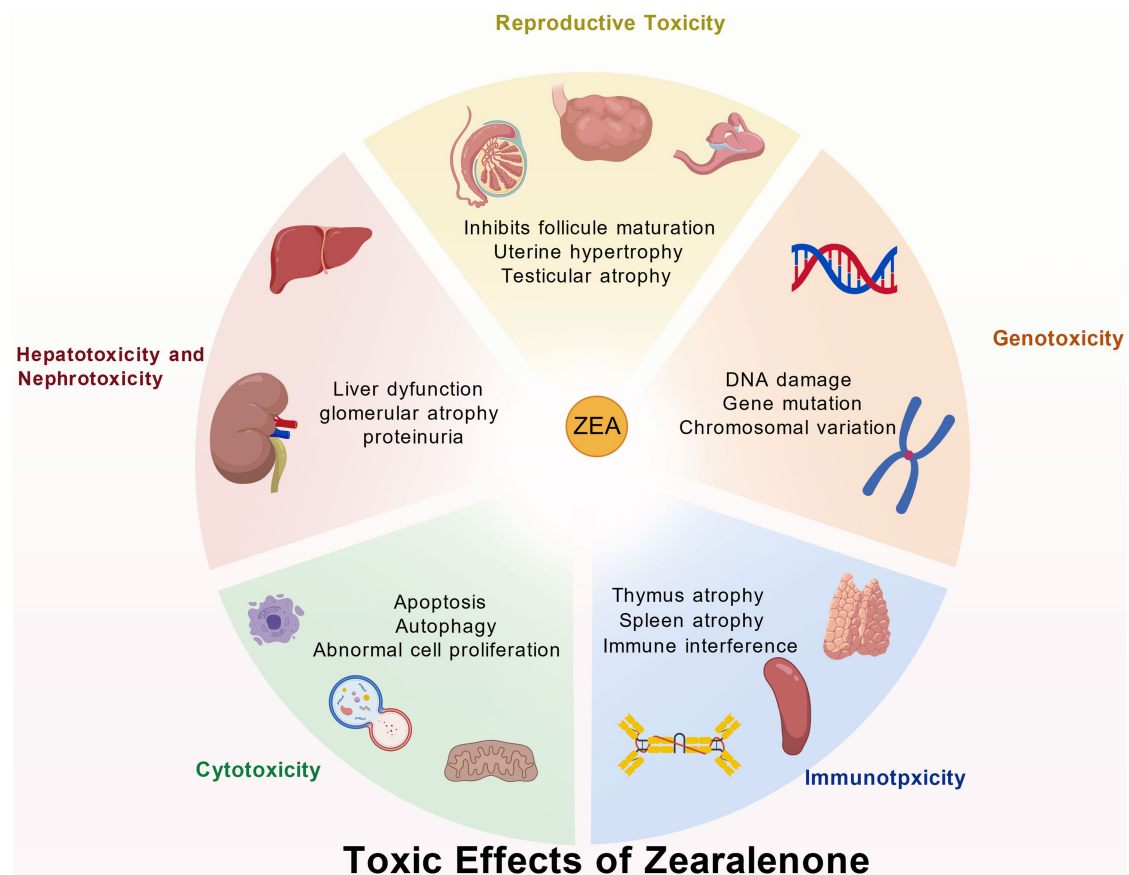 Reproductive Toxicity
Inhibits follicule maturation
Uterine hypertrophy
Testicular atrophy
Genotoxicity
DNA damage
Gene mutation
Chromosomal variation
Hepatotoxicity and
Nephrotoxicity
Liver dyfunction
glomerular atrophy
proteinuria
ZEA
Apoptosis
Autophagy
Abnormal cell proliferation
Cytotoxicity
Thymus atrophy
Spleen atrophy
Immune interference
Immunotpxicity
Toxic Effects of Zearalenone